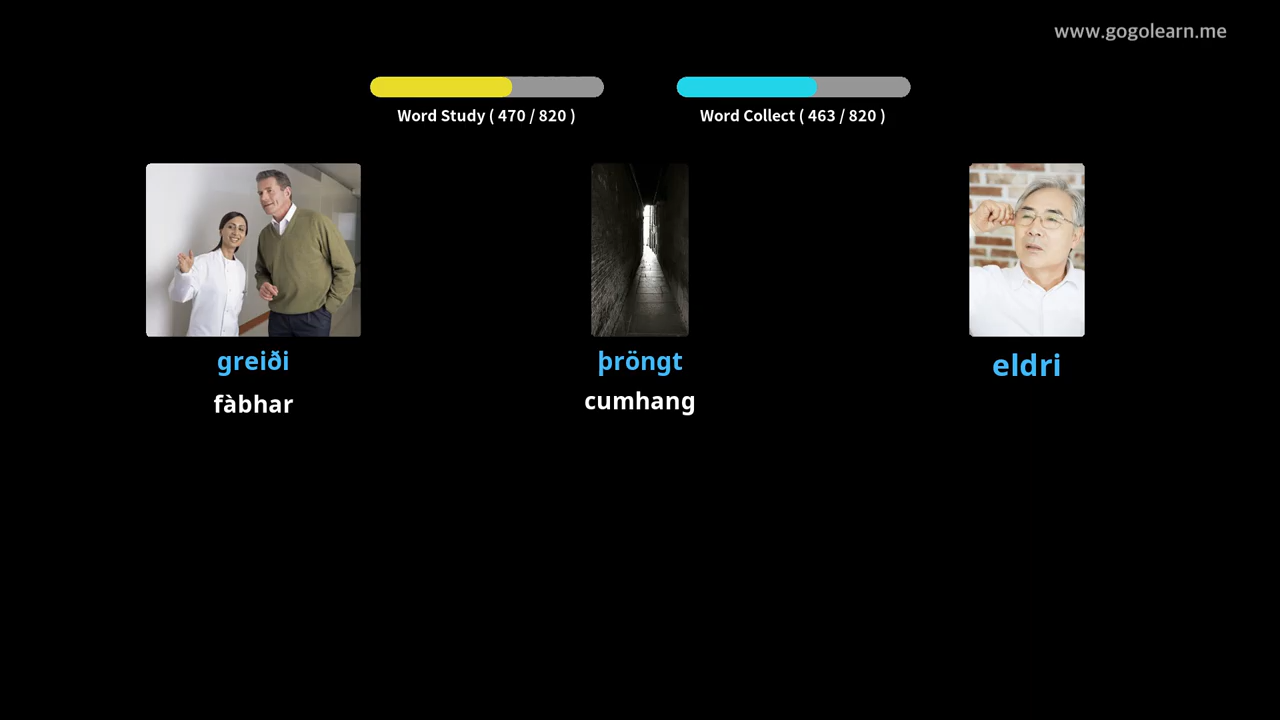 www.gogolearn.me
Word Study ( 470 / 820 )
Word Collect ( 463 / 820 )
greiði
fàbhar
þröngt
cumhang
eldri